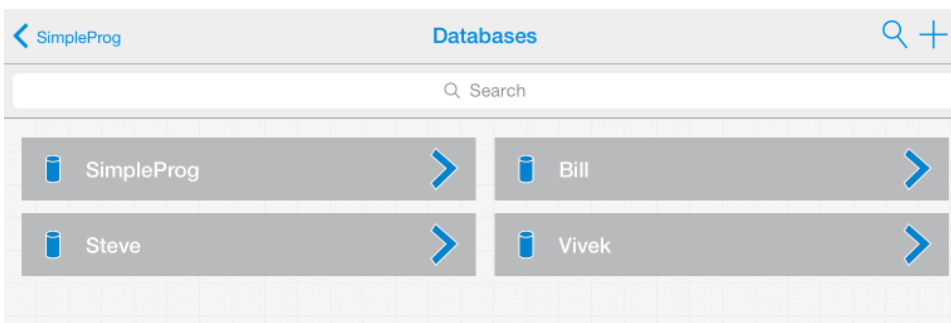 SimpleProg
Databases
Search
SimpleProg
Bill
Steve
Vivek